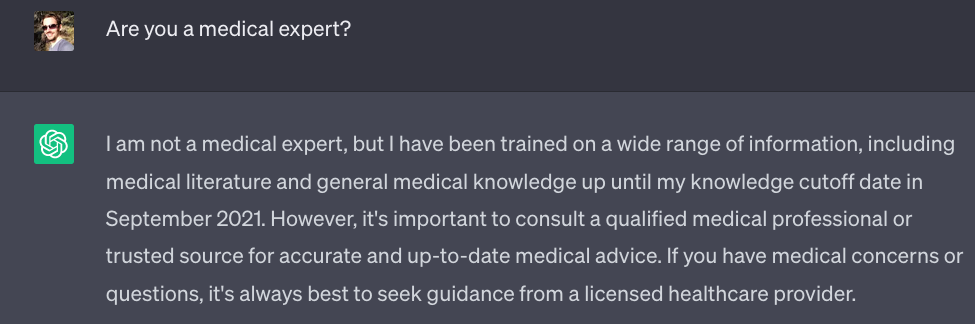 Are you a medical expert?
I am not a medical expert, but I have been trained on a wide range of information, including
medical literature and general medical knowledge up until my knowledge cutoff date in
September 2021. However, it's important to consult a qualified medical professional or
trusted source for accurate and up-to-date medical advice. If you have medical concerns or
questions, it's always best to seek guidance from a licensed healthcare provider.